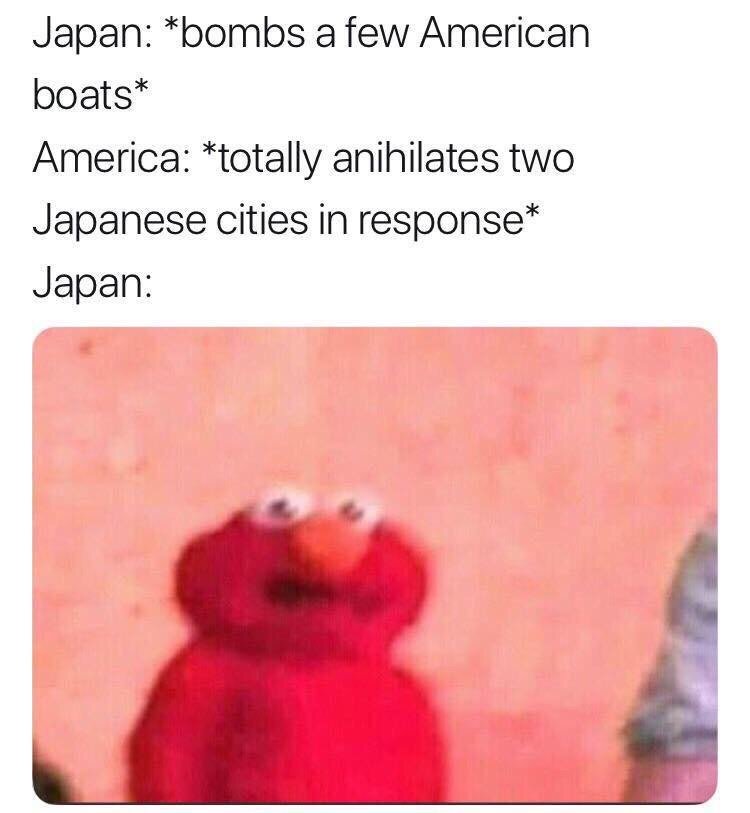 Japan: *bombs a few American
boats*
America: *totally anihilates two
Japanese cities in response*
Japan: